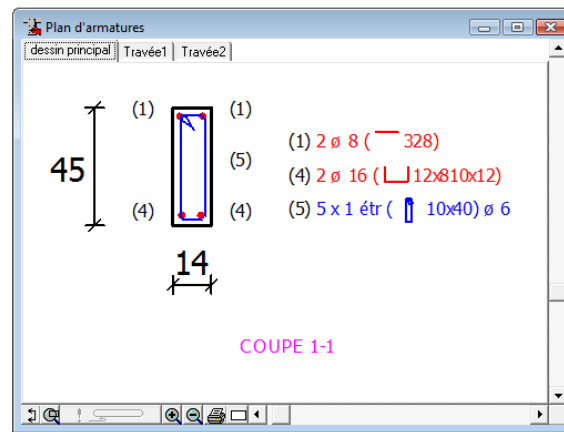 Plan d'armatures
dessin principal Travée1 Travée2
(1) (1)
(1) 2 ø 8 ( 328)
45 (5)
(4) 2 ø 16 ( 12x810x12)
(4) (4) (5) 5 x 1 étr ( 10x40) ø 6
14
COUPE 1-1